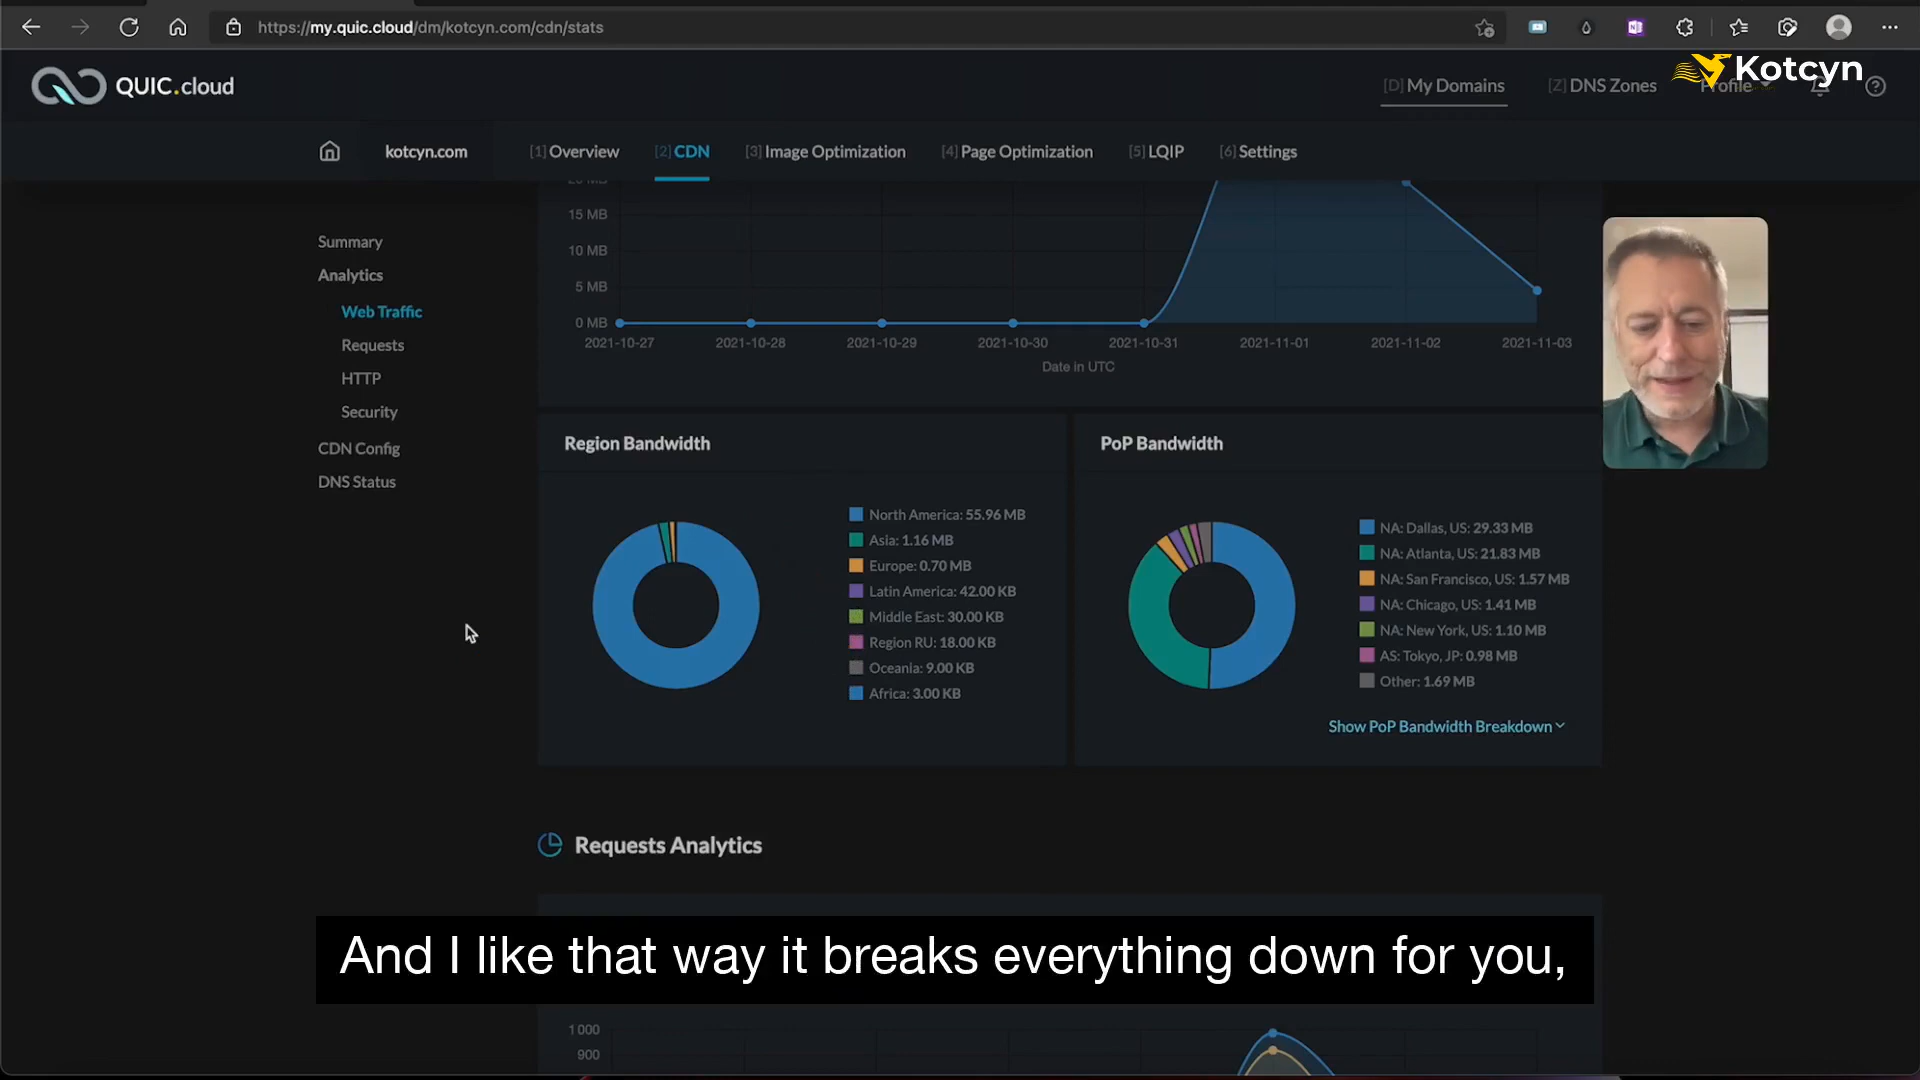 https://my.quic.cloud/dm/kotcyn.com/cdn/stats
QUIC.cloud
[D] My Domains
[Z] DNS Zones
Profile
Kotcyn
kotcyn.com
[1] Overview
[2] CDN
[3] Image Optimization
[4] Page Optimization
[5] LQIP
[6] Settings
Summary
Analytics
Web Traffic
Requests
HTTP
Security
CDN Config
DNS Status
20 MB
15 MB
10 MB
5 MB
0 MB
2021-10-27 2021-10-28 2021-10-29 2021-10-30 2021-10-31 2021-11-01 2021-11-02 2021-11-03
Date in UTC
Region Bandwidth
North America: 55.96 MB
Asia: 1.16 MB
Europe: 0.70 MB
Latin America: 42.00 KB
Middle East: 30.00 KB
Region RU: 18.00 KB
Oceania: 9.00 KB
Africa: 3.00 KB
PoP Bandwidth
NA: Dallas, US: 29.33 MB
NA: Atlanta, US: 21.83 MB
NA: San Francisco, US: 1.57 MB
NA: Chicago, US: 1.41 MB
NA: New York, US: 1.10 MB
AS: Tokyo, JP: 0.98 MB
Other: 1.69 MB
Show PoP Bandwidth Breakdown
Requests Analytics
And I like that way it breaks everything down for you,
1000
900